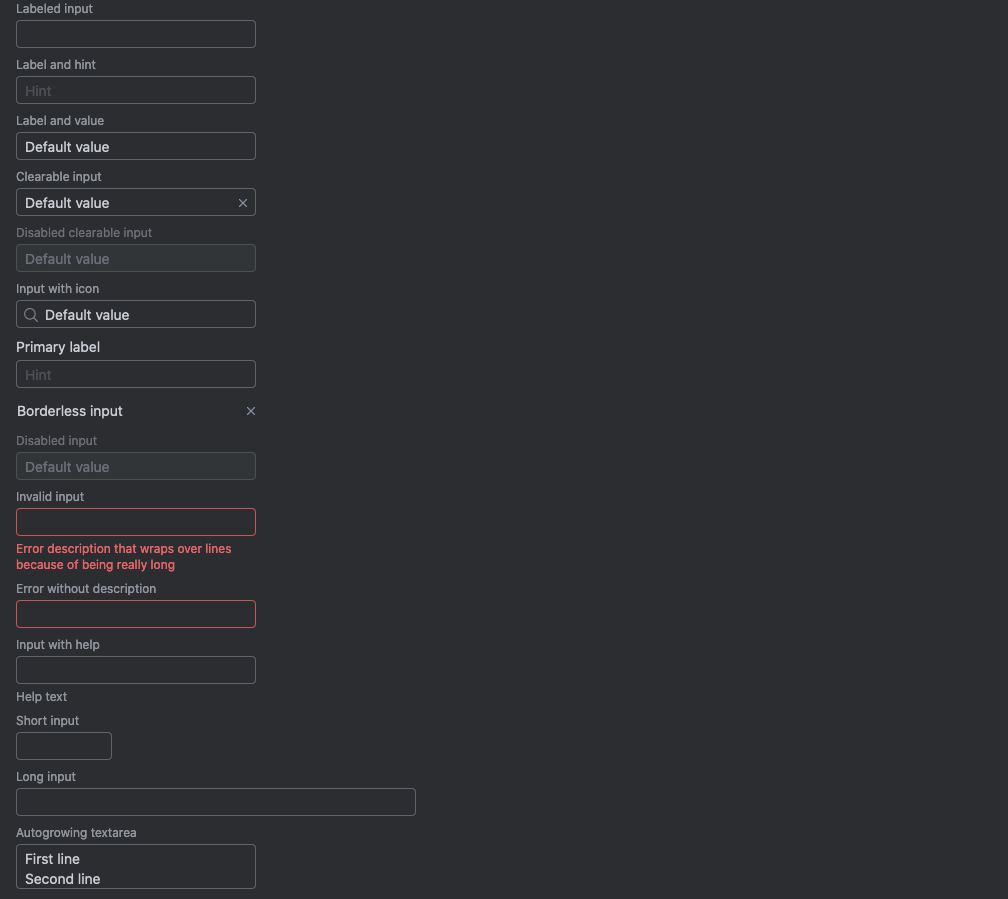 Labeled input
Label and hint
Hint
Label and value
Default value
Clearable input
Default value
Disabled clearable input
Default value
Input with icon
Default value
Primary label
Hint
Borderless input
Disabled input
Default value
Invalid input
Error description that wraps over lines
because of being really long
Error without description
Input with help
Help text
Short input
Long input
Autogrowing textarea
First line
Second line